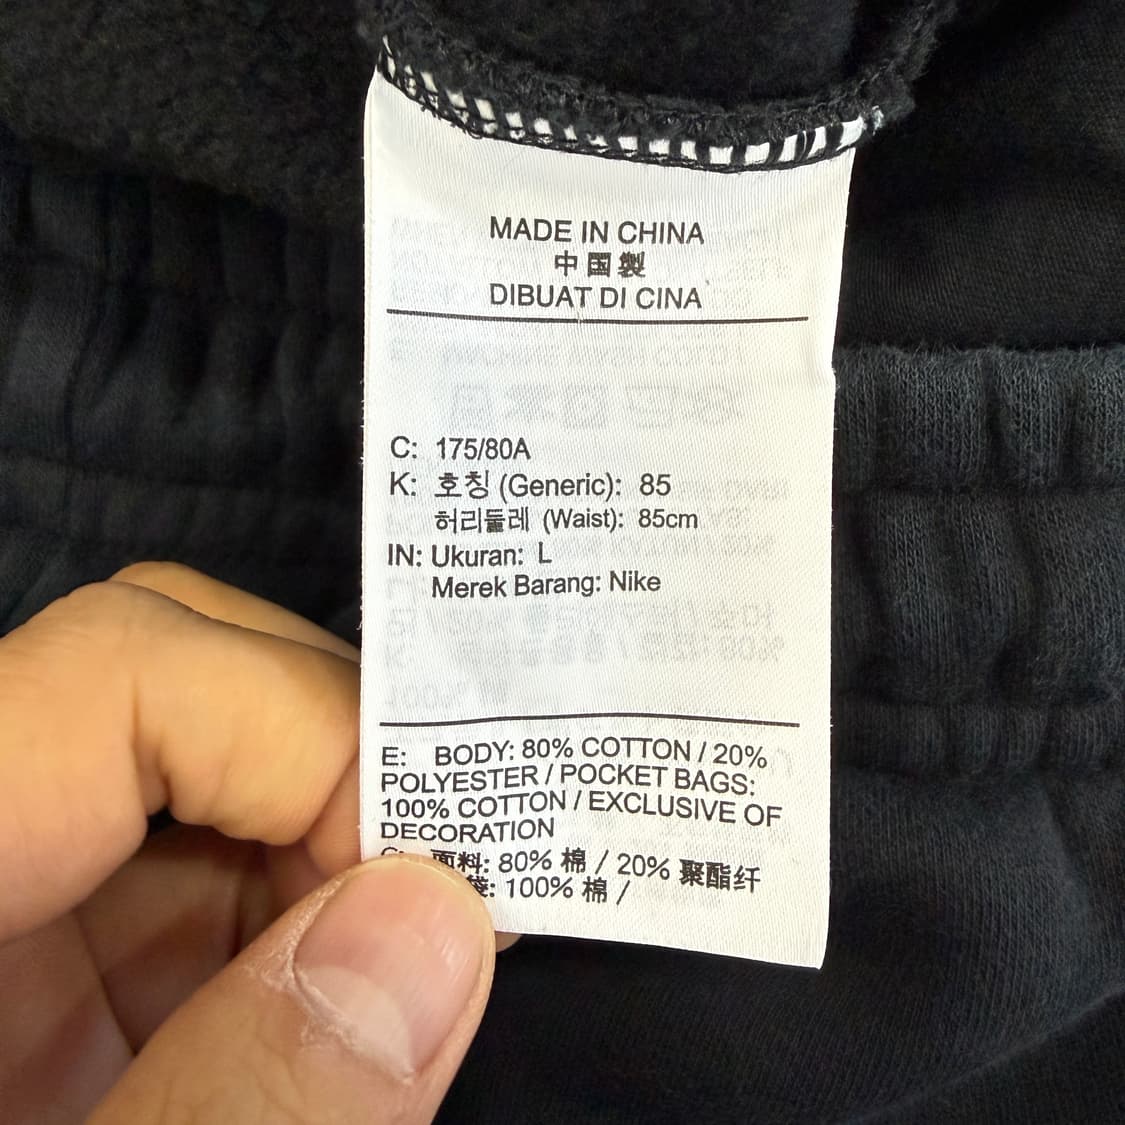 MADE IN CHINA
中国製
DIBUAT DI CINA
C: 175/80A
K: 호칭 (Generic): 85
허리둘레 (Waist): 85cm
IN: Ukuran: L
Merek Barang: Nike
E: BODY: 80% COTTON / 20%
POLYESTER / POCKET BAGS:
100% COTTON / EXCLUSIVE OF
DECORATION
面料: 80% 棉 / 20% 聚酯纤
袋: 100% 棉 /